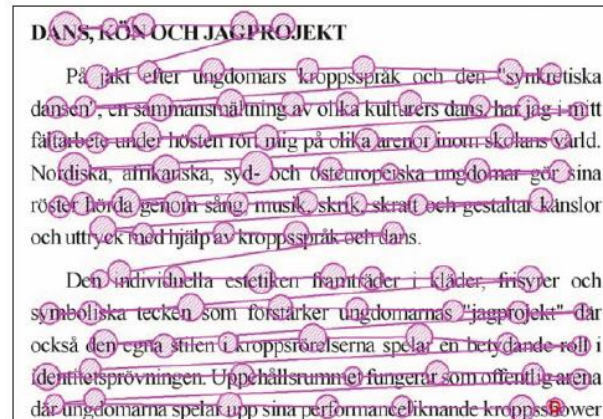 DANS, KÖN OCH JAGPROJEKT
På jakt efter ungdomars kroppsspråk och den "synkretiska
dansen", en sammansmältning av olika kulturers dans, har jag i mitt
fältarbete under hösten rört mig på olika arenor inom skolans värld.
Nordiska, afrikanska, syd- och östeuropeiska ungdomar gör sina
röster hörda genom sång, musik, skrik, skratt och gestaltar känslor
och uttryck med hjälp av kroppsspråk och dans.
Den individuella estetiken framträder i kläder, frisyrer och
symboliska tecken som förstärker ungdomarnas "jagprojekt" där
också den egna stilen i kroppsrörelserna spelar en betydande roll i
identitetsprövningen. Uppehållsrummet fungerar som offentlig arena
där ungdomarna spelar upp sina performanceliknande kroppsshower